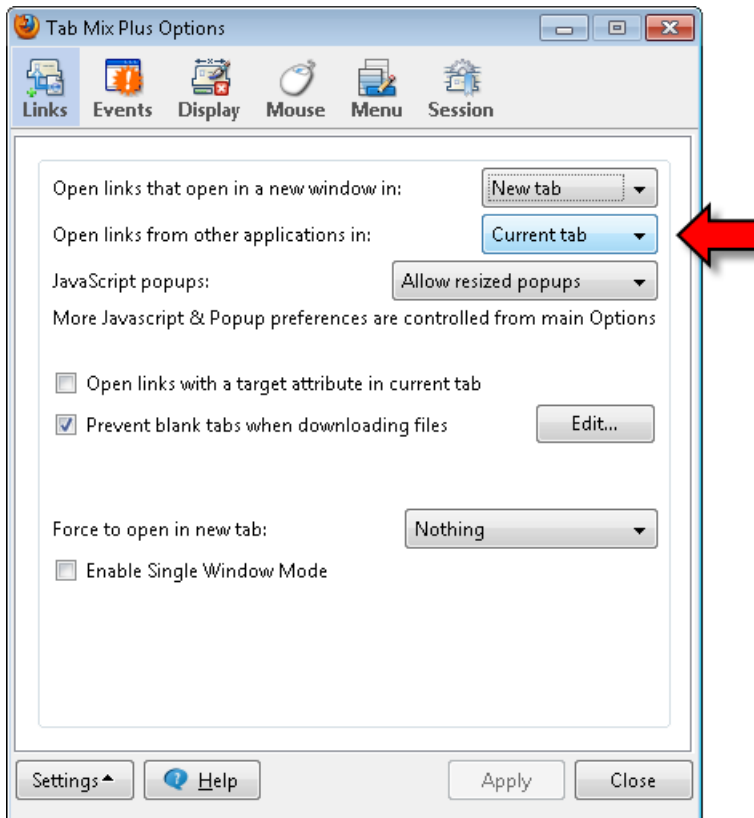 Tab Mix Plus Options
Links Events Display Mouse Menu Session
Open links that open in a new window in: New tab
Open links from other applications in: Current tab
JavaScript popups: Allow resized popups
More Javascript & Popup preferences are controlled from main Options
Open links with a target attribute in current tab
Prevent blank tabs when downloading files Edit...
Force to open in new tab: Nothing
Enable Single Window Mode
Settings Help Apply Close